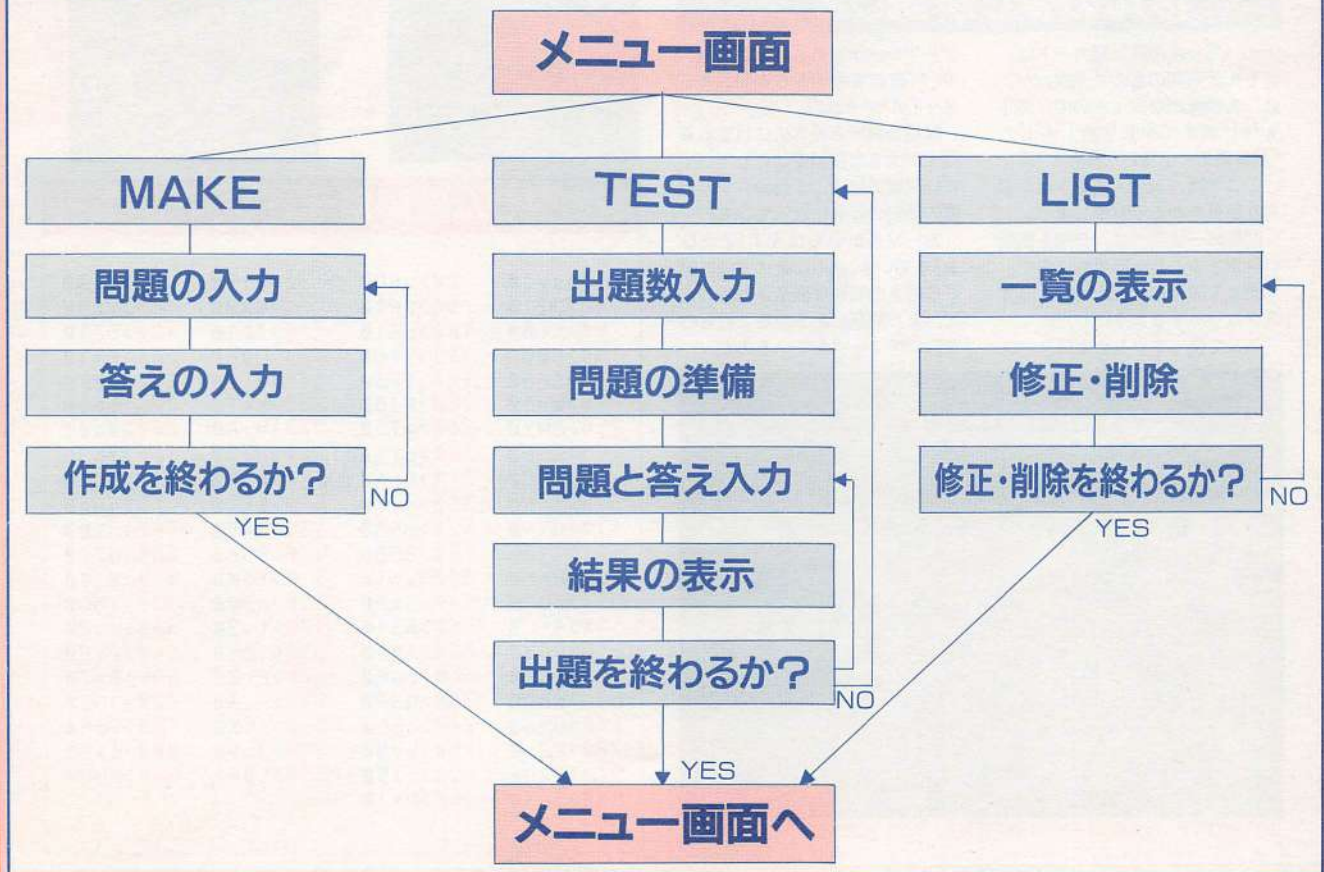 メニュー画面
MAKE
問題の入力
答えの入力
作成を終わるか?
NO
YES
TEST
出題数入力
問題の準備
問題と答え入力
結果の表示
出題を終わるか?
NO
YES
LIST
一覧の表示
修正・削除
修正・削除を終わるか?
NO
YES
メニュー画面へ